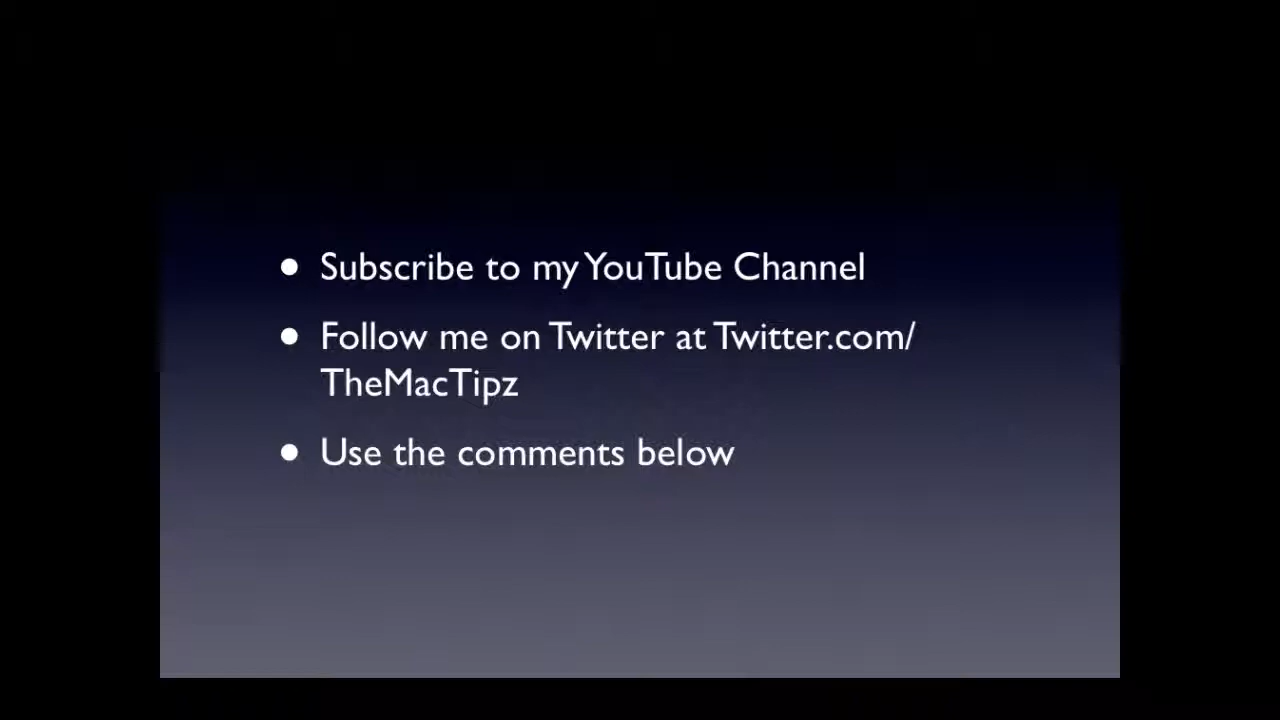 • Subscribe to my YouTube Channel
• Follow me on Twitter at Twitter.com/
TheMacTipz
• Use the comments below